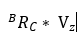 ᴮR_C * V_z